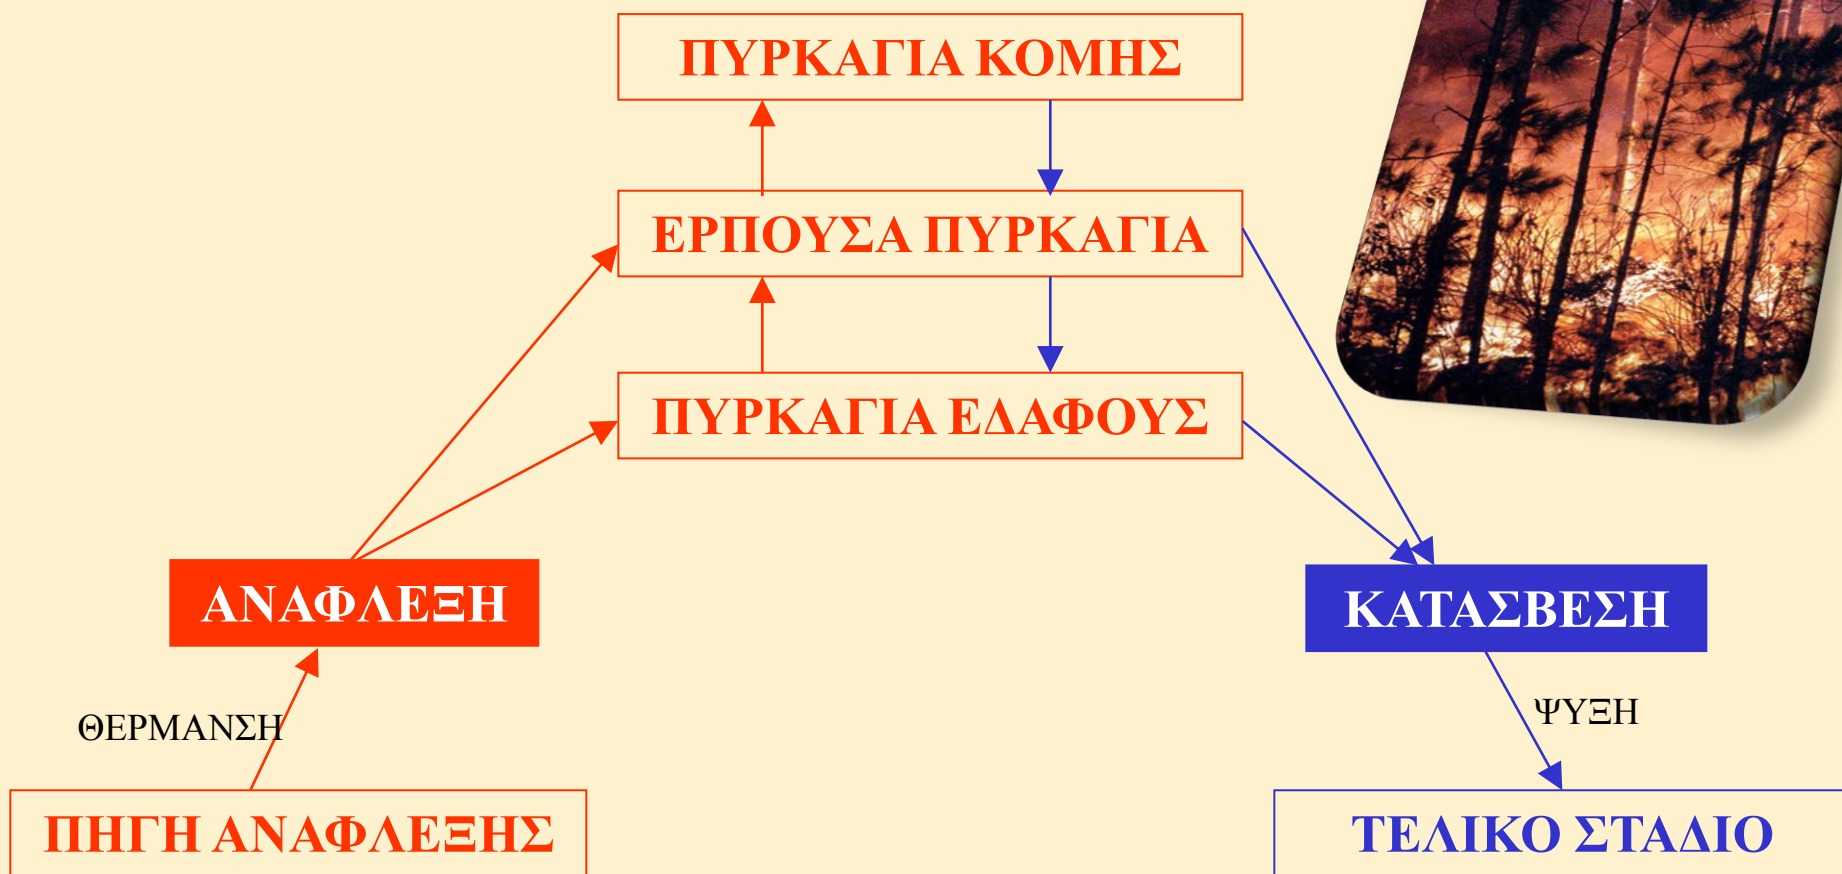 ΠΥΡΚΑΓΙΑ ΚΟΜΗΣ
ΕΡΠΟΥΣΑ ΠΥΡΚΑΓΙΑ
ΠΥΡΚΑΓΙΑ ΕΔΑΦΟΥΣ
ΑΝΑΦΛΕΞΗ
ΚΑΤΑΣΒΕΣΗ
ΘΕΡΜΑΝΣΗ
ΨΥΞΗ
ΠΗΓΗ ΑΝΑΦΛΕΞΗΣ
ΤΕΛΙΚΟ ΣΤΑΔΙΟ